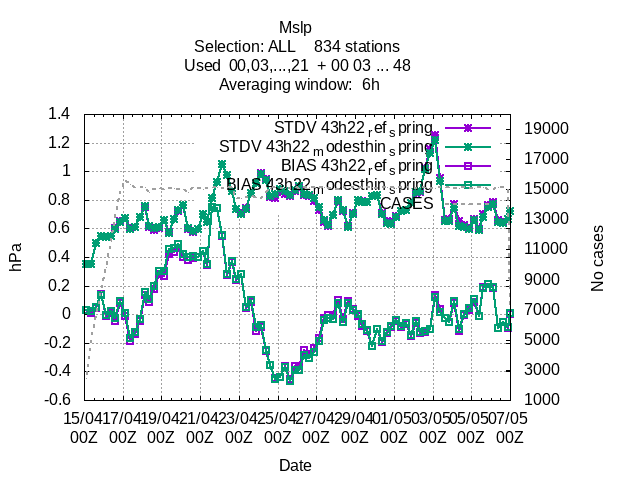 Mslp
Selection: ALL 834 stations
Used 00,03,...,21 + 00 03 ... 48
Averaging window: 6h
STDV 43h22ref_spring
STDV 43h22modesthinspring
BIAS 43h22ref_spring
BIAS 43h22modesthinspring
CASES
hPa
1.4
1.2
1
0.8
0.6
0.4
0.2
0
-0.2
-0.4
-0.6
19000
17000
15000
13000
11000
9000
7000
5000
3000
1000
No cases
15/04 17/04 19/04 21/04 23/04 25/04 27/04 29/04 01/05 03/05 05/05 07/05
00Z 00Z 00Z 00Z 00Z 00Z 00Z 00Z 00Z 00Z 00Z 00Z
Date